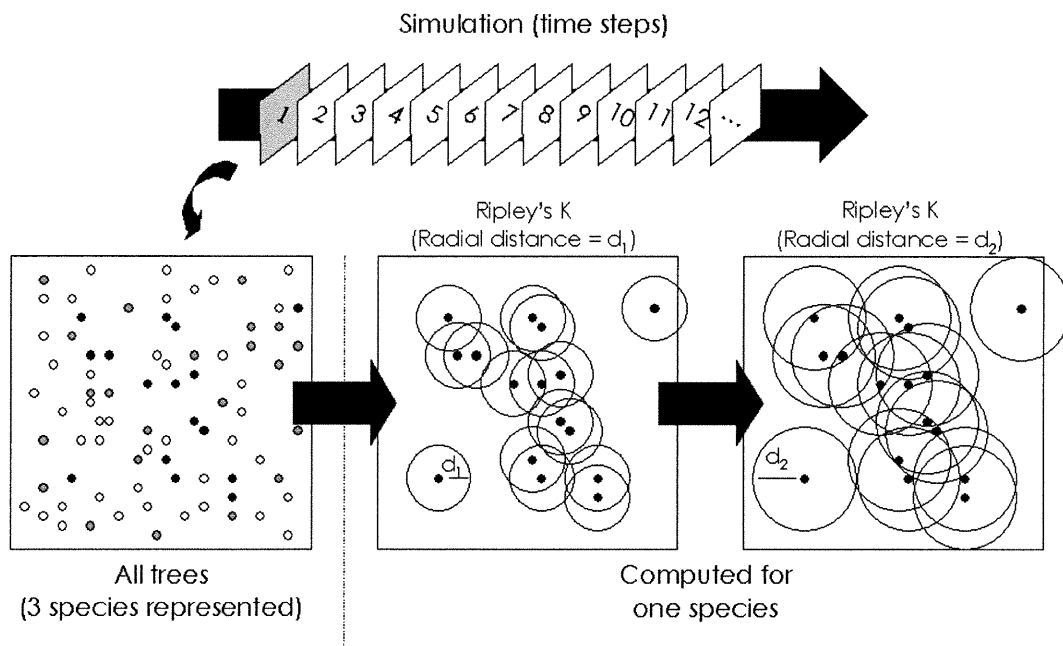 Simulation (time steps)
1 2 3 4 5 6 7 8 9 10 11 12 ...
Ripley's K
(Radial distance = d₁)
Ripley's K
(Radial distance = d₂)
d₁
d₂
All trees
(3 species represented)
Computed for
one species